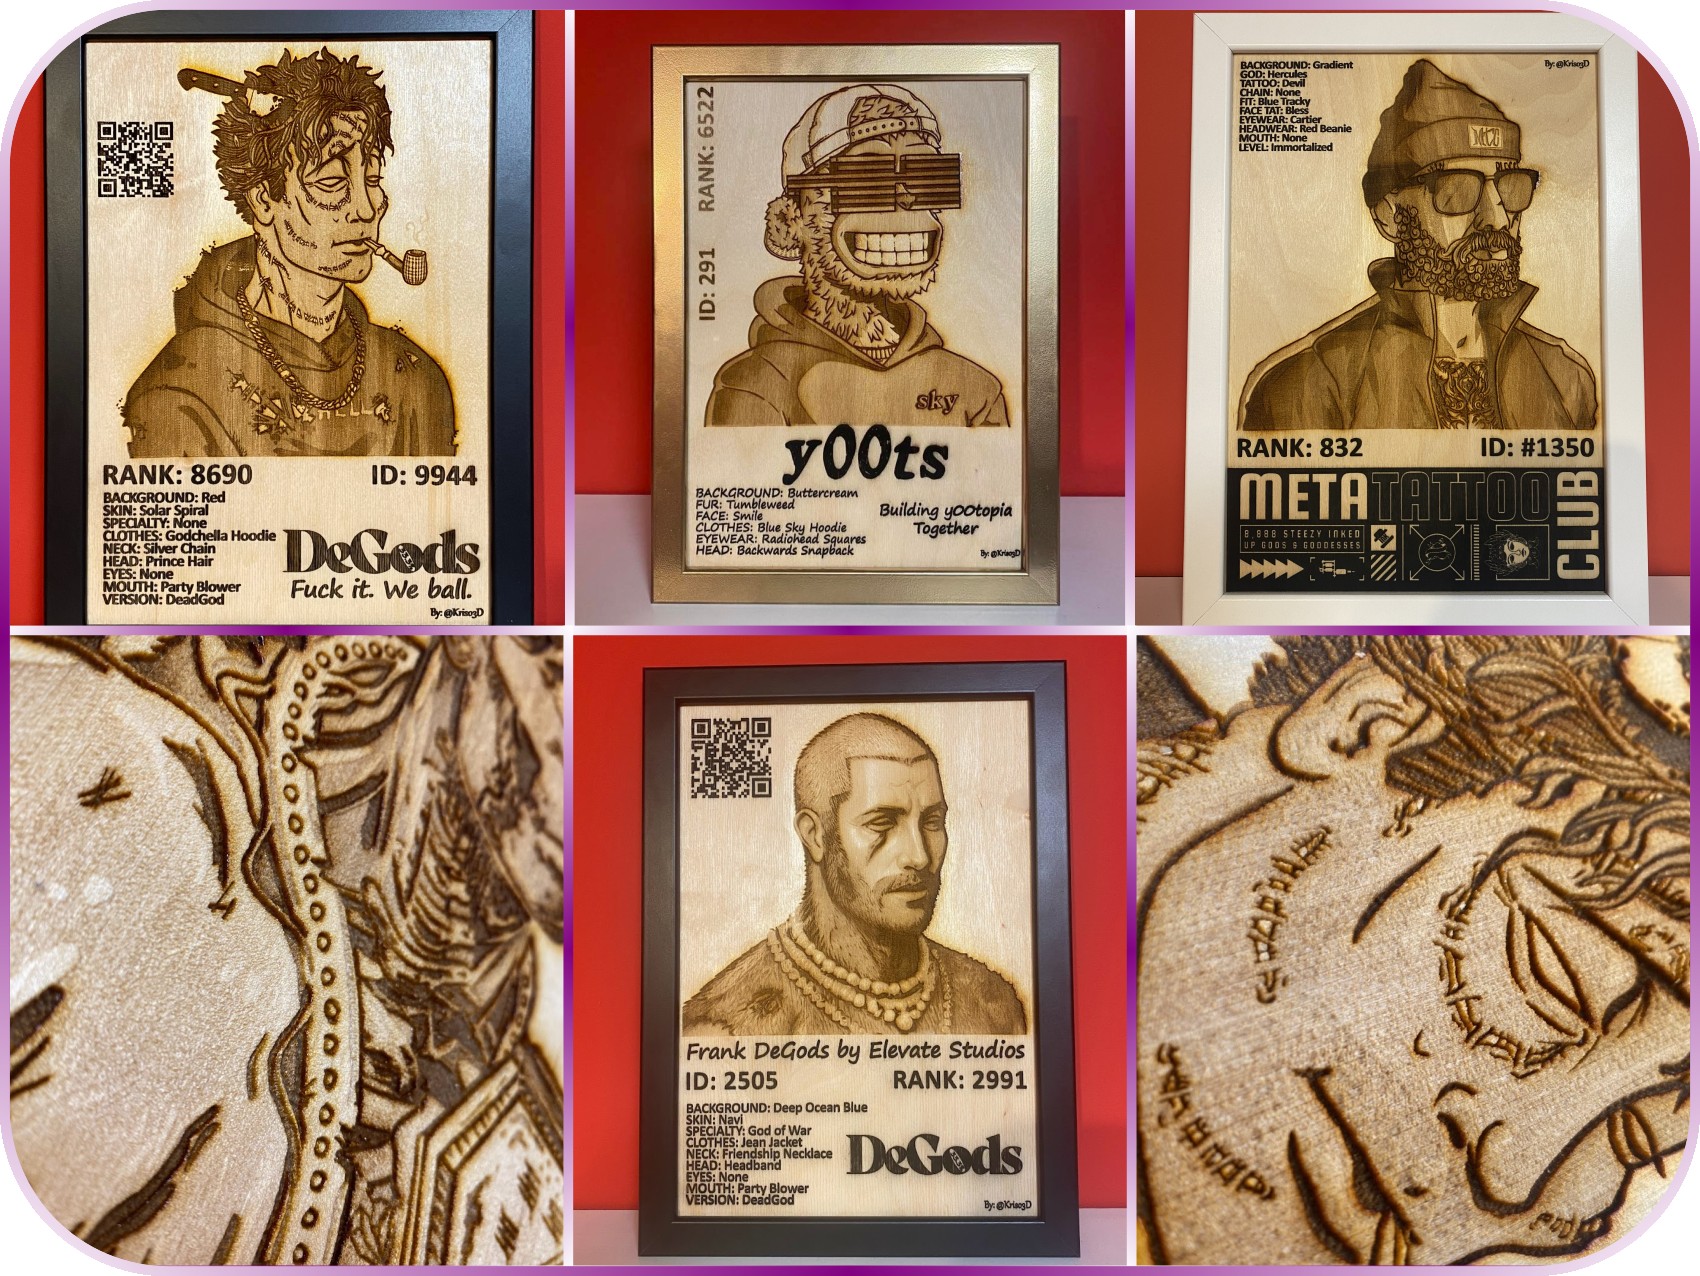 RANK: 8690 ID: 9944
BACKGROUND: Red
SKIN: Solar Spiral
SPECIALTY: None
CLOTHES: Godchella Hoodie
NECK: Silver Chain
HEAD: Prince Hair
EYES: None
MOUTH: Party Blower
VERSION: DeadGod
DeGods
Fuck it. We ball.
By: @Kris03D
ID: 291 RANK: 6522
sky
y00ts
BACKGROUND: Buttercream
FUR: Tumbleweed
FACE: Smile
CLOTHES: Blue Sky Hoodie
EYEWEAR: Radiohead Squares
HEAD: Backwards Snapback
Building y00topia
Together
By: @Kris03D
BACKGROUND: Gradient
GOD: Hercules
TATTOO: Devil
CHAIN: None
FIT: Blue Tracky
FACE TAT: Bless
EYEWEAR: Cartier
HEADWEAR: Red Beanie
MOUTH: None
LEVEL: Immortalized
By: @Kris03D
RANK: 832 ID: #1350
METATATTOO
CLUB
8,888 STEEZY INKED
UP GODS & GODDESSES
Frank DeGods by Elevate Studios
ID: 2505 RANK: 2991
BACKGROUND: Deep Ocean Blue
SKIN: Navi
SPECIALTY: God of War
CLOTHES: Jean Jacket
NECK: Friendship Necklace
HEAD: Headband
EYES: None
MOUTH: Party Blower
VERSION: DeadGod
DeGods
By: @Kris03D